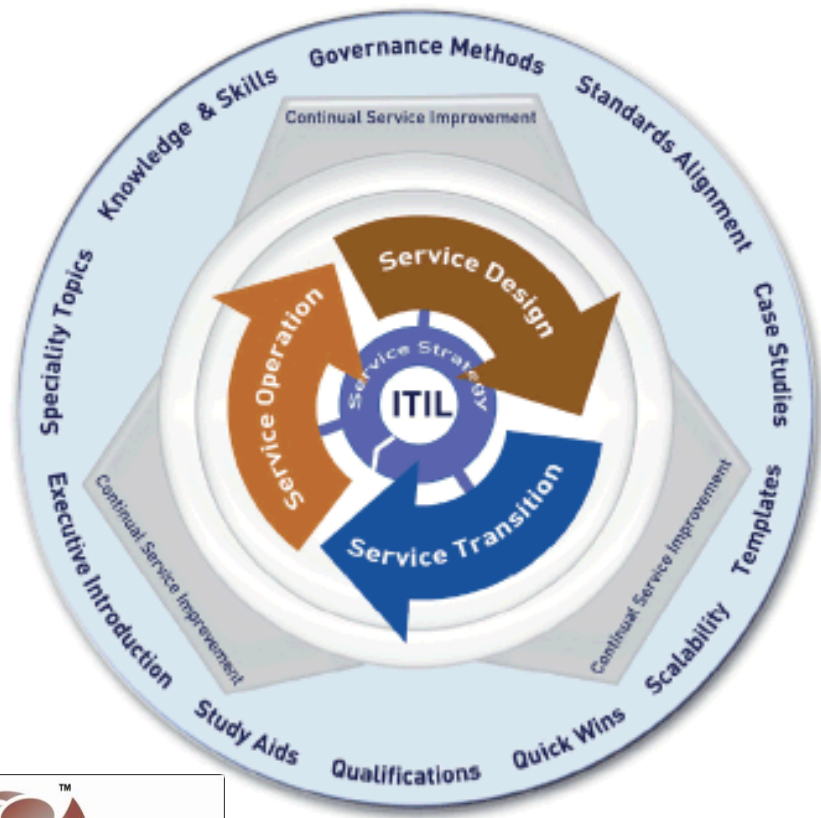 Governance Methods
Standards Alignment
Case Studies
Templates
Scalability
Quick Wins
Qualifications
Study Aids
Executive Introduction
Speciality Topics
Knowledge & Skills
Continual Service Improvement
Continual Service Improvement
Continual Service Improvement
Service Design
Service Transition
Service Operation
Service Strategy
ITIL
TM